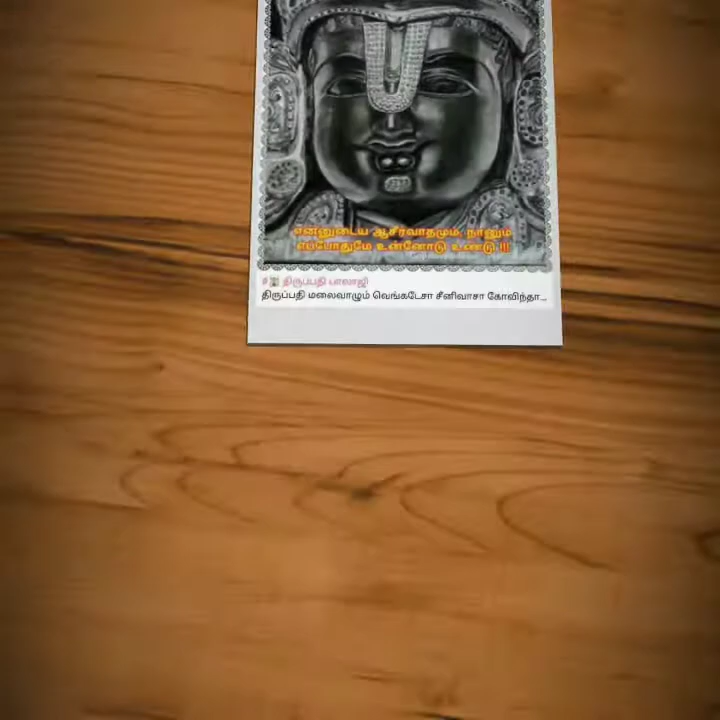 என்னுடைய ஆசீர்வாதமும், நானும்
எப்போதுமே உன்னோடு உண்டு !!!
# திருப்பதி பாலாஜி
திருப்பதி மலைவாழும் வெங்கடேசா சீனிவாசா கோவிந்தா...